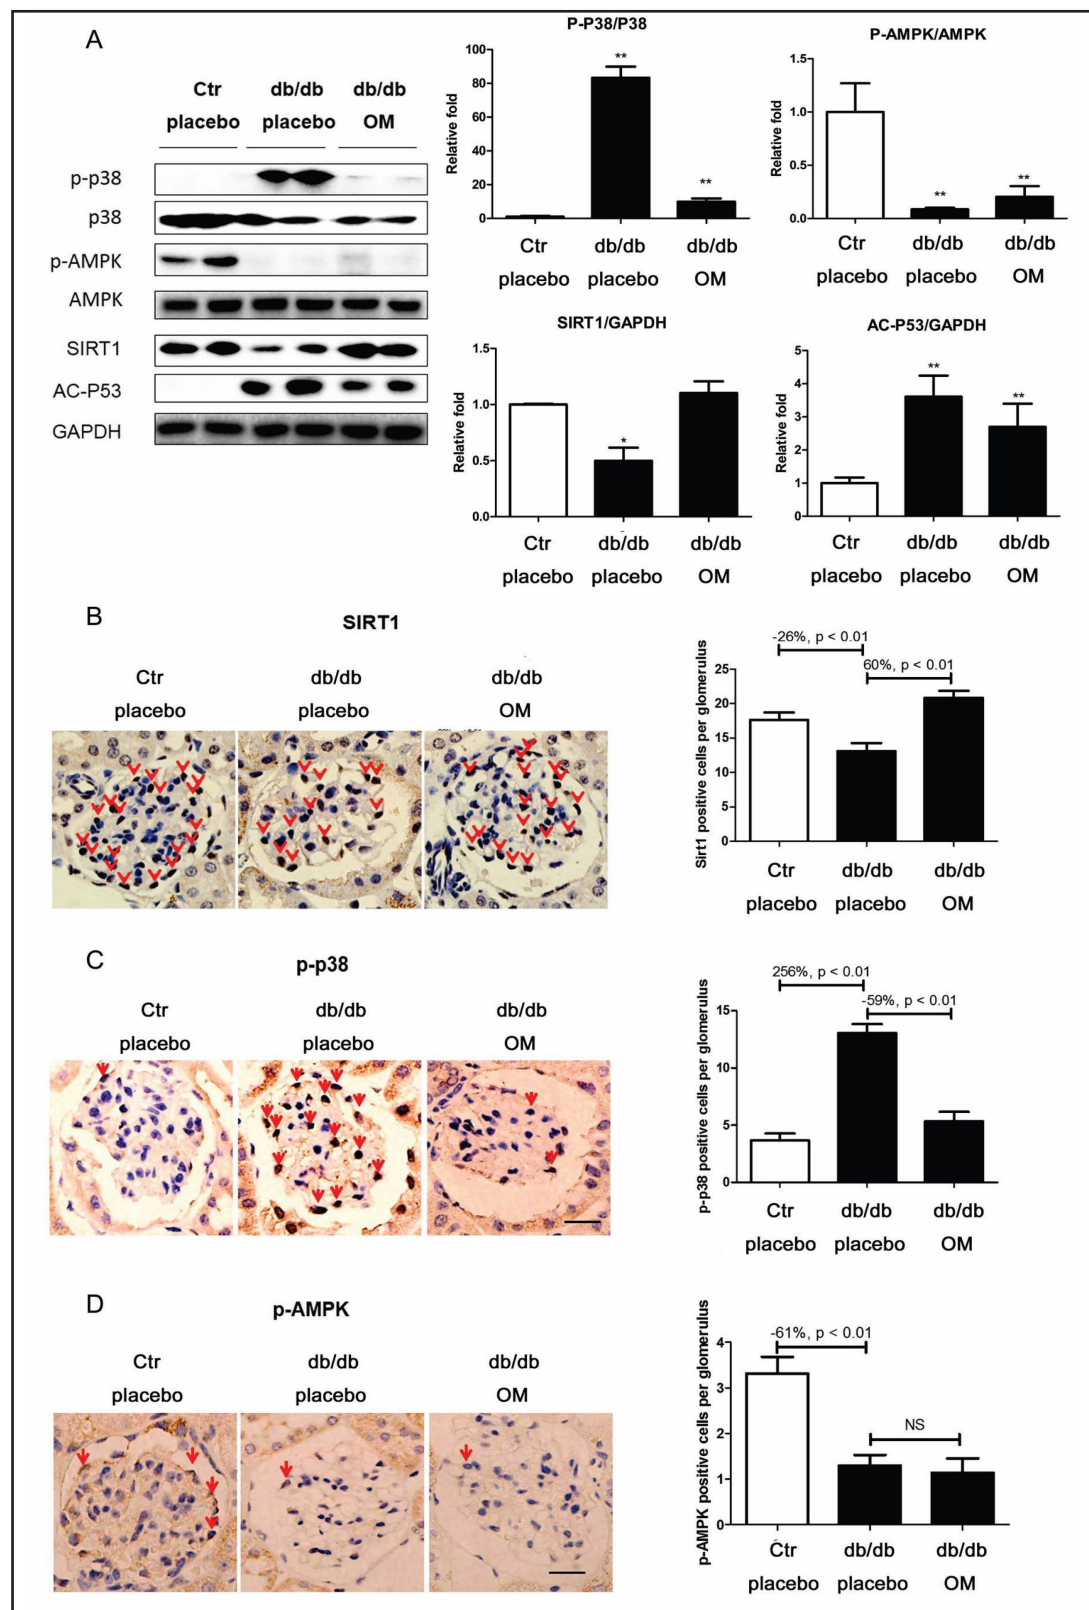 A
Ctr db/db db/db
placebo placebo OM
p-p38
p38
p-AMPK
AMPK
SIRT1
AC-P53
GAPDH
P-P38/P38
Relative fold
100
80
60
40
20
0
**
**
Ctr db/db db/db
placebo placebo OM
P-AMPK/AMPK
Relative fold
1.5
1.0
0.5
0.0
**
**
Ctr db/db db/db
placebo placebo OM
SIRT1/GAPDH
Relative fold
1.5
1.0
0.5
0.0
*
Ctr db/db db/db
placebo placebo OM
AC-P53/GAPDH
Relative fold
5
4
3
2
1
0
**
**
Ctr db/db db/db
placebo placebo OM
B
SIRT1
Ctr db/db db/db
placebo placebo OM
Sirt1 positive cells per glomerulus
-26%, p < 0.01
60%, p < 0.01
25
20
15
10
5
0
Ctr db/db db/db
placebo placebo OM
C
p-p38
Ctr db/db db/db
placebo placebo OM
p-p38 positive cells per glomerulus
256%, p < 0.01
-59%, p < 0.01
15
10
5
0
Ctr db/db db/db
placebo placebo OM
D
p-AMPK
Ctr db/db db/db
placebo placebo OM
p-AMPK positive cells per glomerulus
-61%, p < 0.01
NS
4
3
2
1
0
Ctr db/db db/db
placebo placebo OM